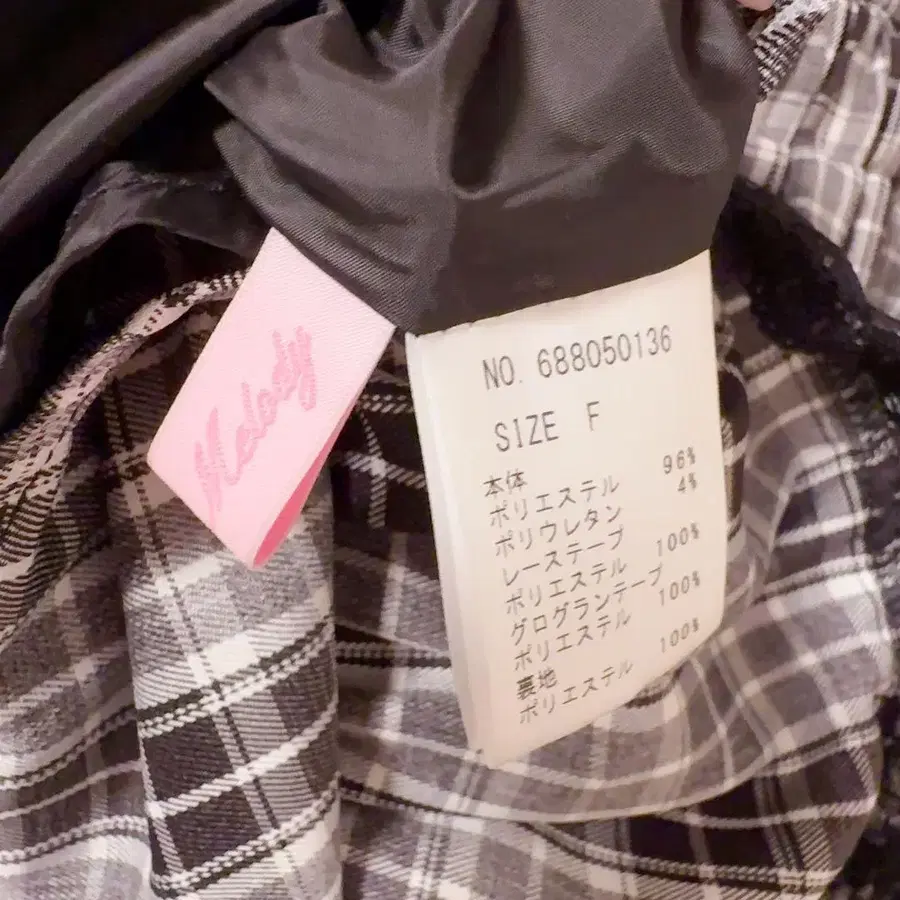 Melody
NO. 688050136
SIZE F
本体
ポリエステル 96%
ポリウレタン 4%
レーステープ
ポリエステル 100%
グログランテープ
ポリエステル 100%
裏地
ポリエステル 100%